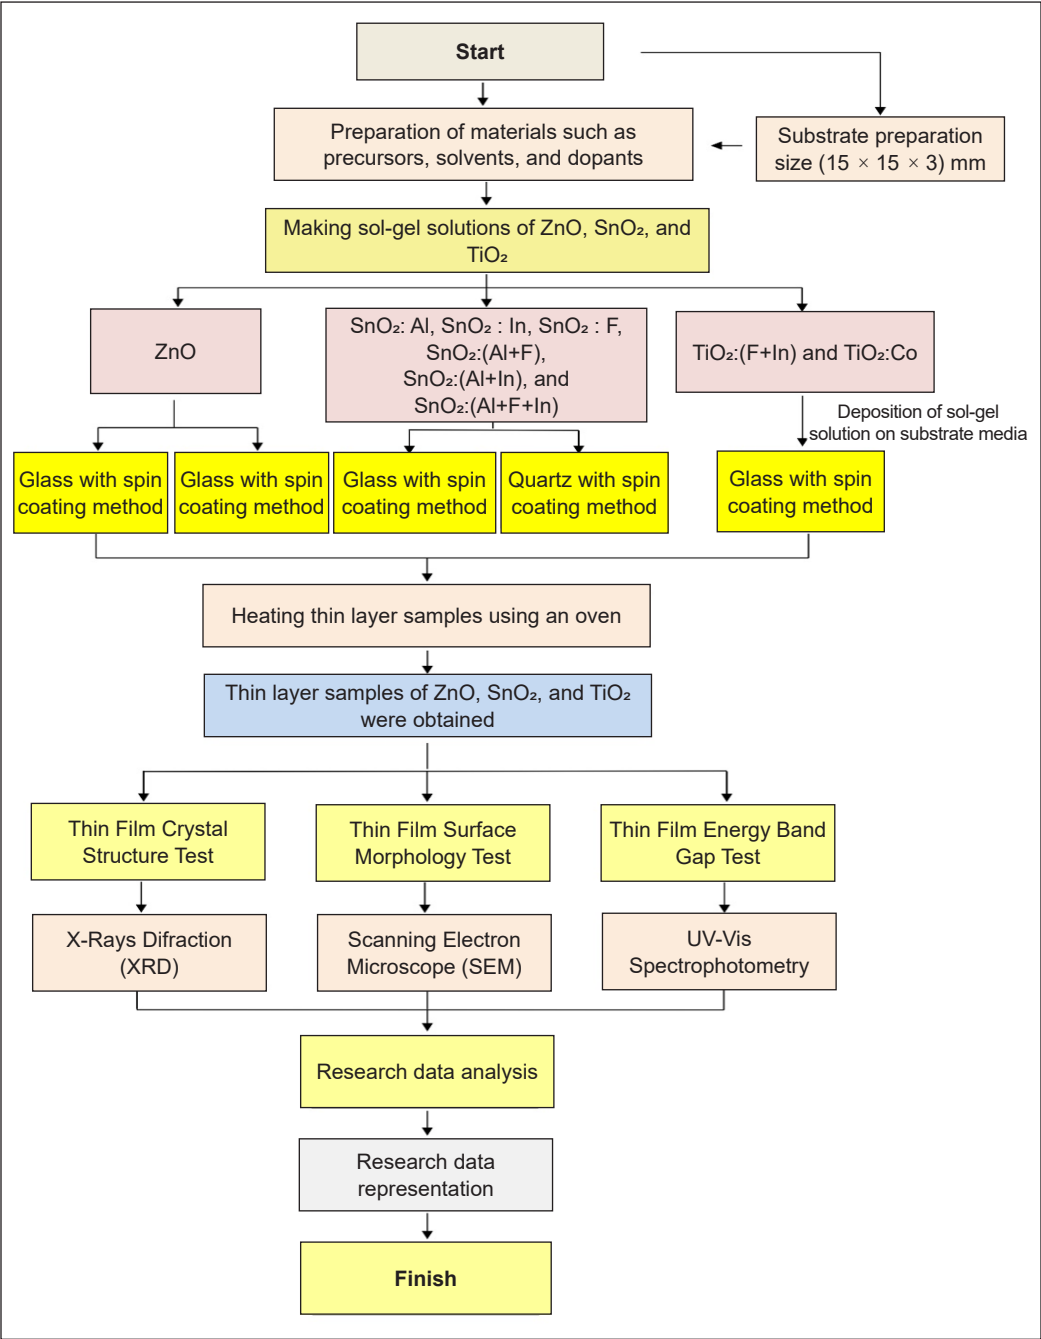 Start
Preparation of materials such as
precursors, solvents, and dopants
Substrate preparation
size (15 × 15 × 3) mm
Making sol-gel solutions of ZnO, SnO₂, and
TiO₂
ZnO
SnO₂: Al, SnO₂ : In, SnO₂ : F,
SnO₂:(Al+F),
SnO₂:(Al+In), and
SnO₂:(Al+F+In)
TiO₂:(F+In) and TiO₂:Co
Deposition of sol-gel
solution on substrate media
Glass with spin
coating method
Glass with spin
coating method
Glass with spin
coating method
Quartz with spin
coating method
Glass with spin
coating method
Heating thin layer samples using an oven
Thin layer samples of ZnO, SnO₂, and TiO₂
were obtained
Thin Film Crystal
Structure Test
Thin Film Surface
Morphology Test
Thin Film Energy Band
Gap Test
X-Rays Difraction
(XRD)
Scanning Electron
Microscope (SEM)
UV-Vis
Spectrophotometry
Research data analysis
Research data
representation
Finish